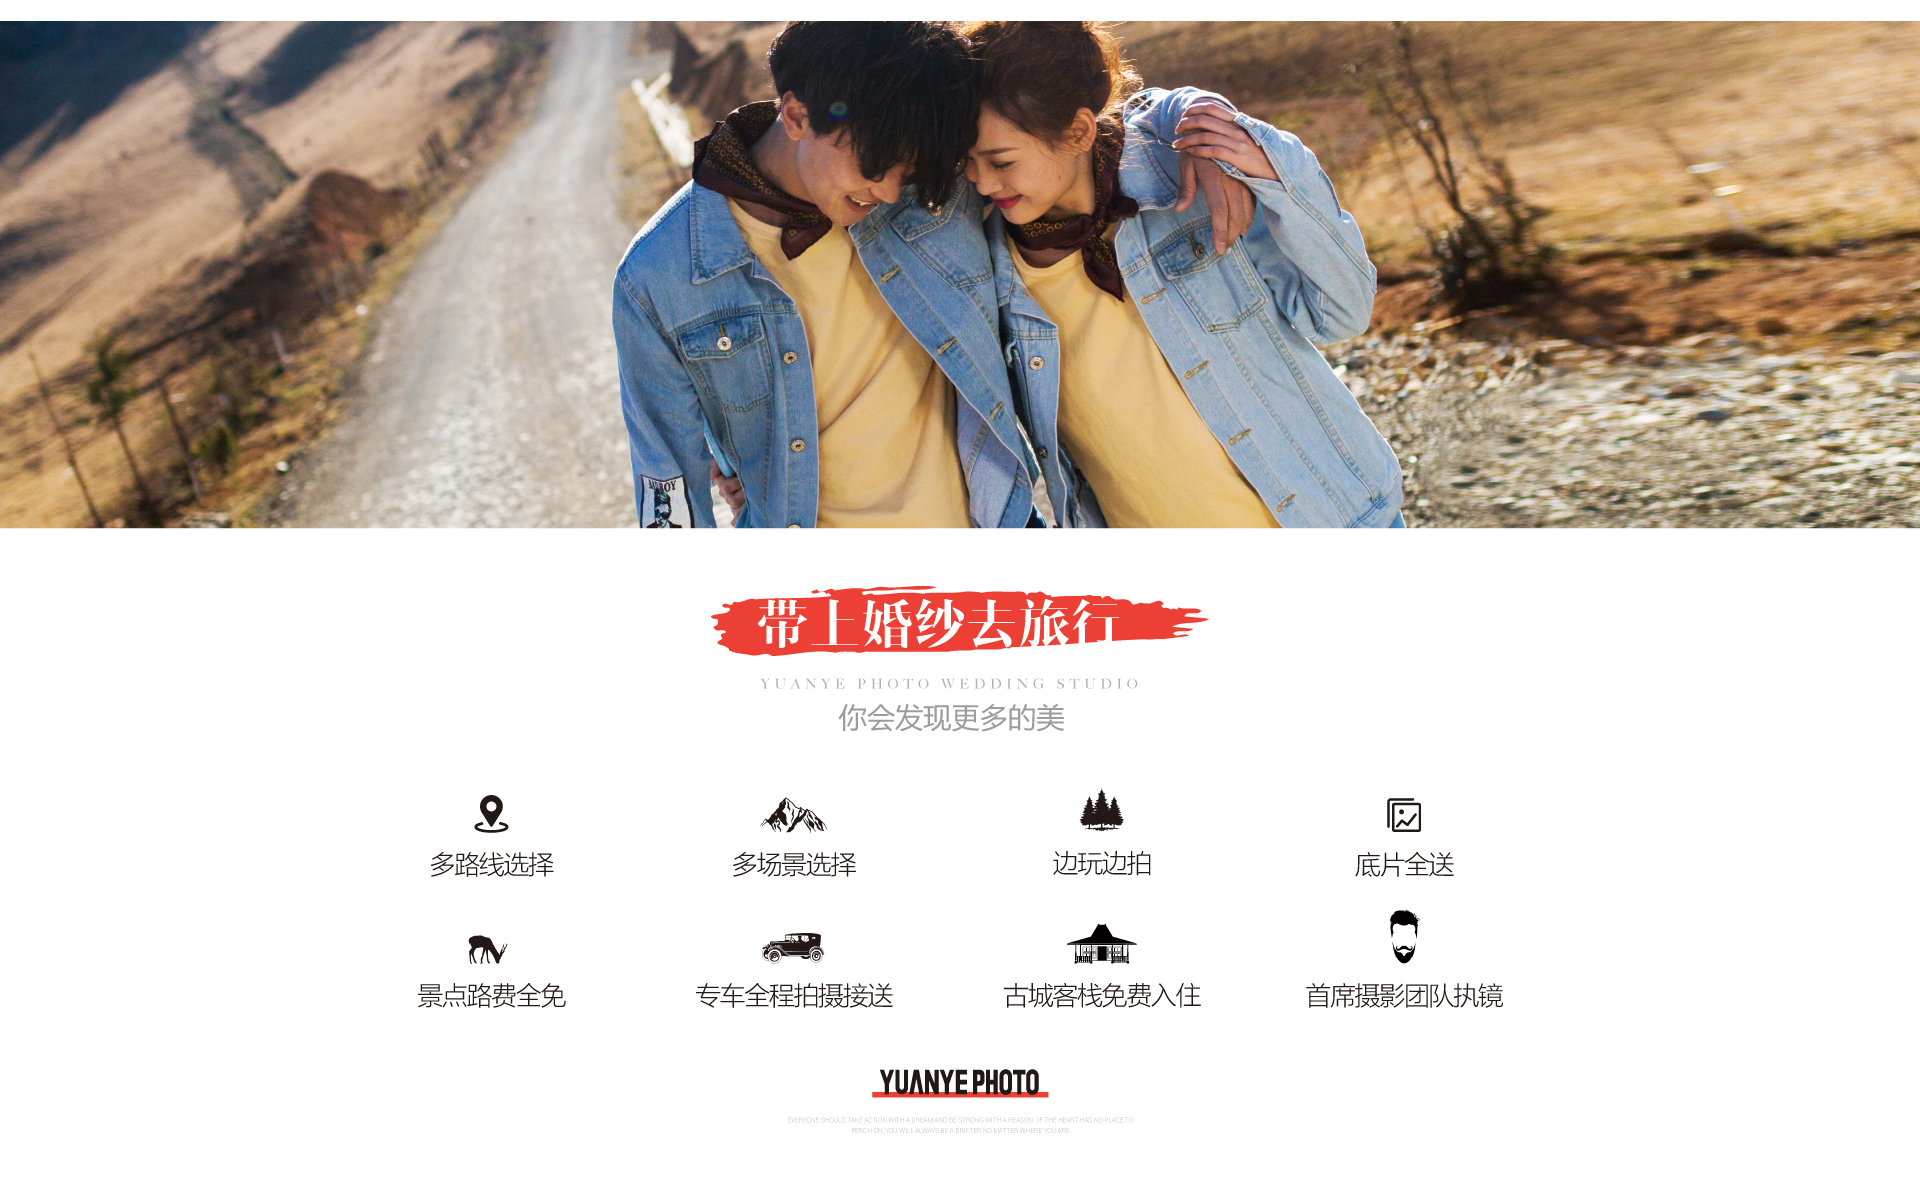 BADBOY
带上婚纱去旅行
YUANYE PHOTO WEDDING STUDIO
你会发现更多的美
多路线选择
多场景选择
边玩边拍
底片全送
景点路费全免
专车全程拍摄接送
古城客栈免费入住
首席摄影团队执镜
YUANYE PHOTO
EVERYONE SHOULD TAKE ACTION WITH A DREAM AND BE STRONG WITH A REASON. IF THE HEART HAS NO PLACE TO
PERCH ON, YOU WILL ALWAYS BE A DRIFTER NO MATTER WHERE YOU ARE.